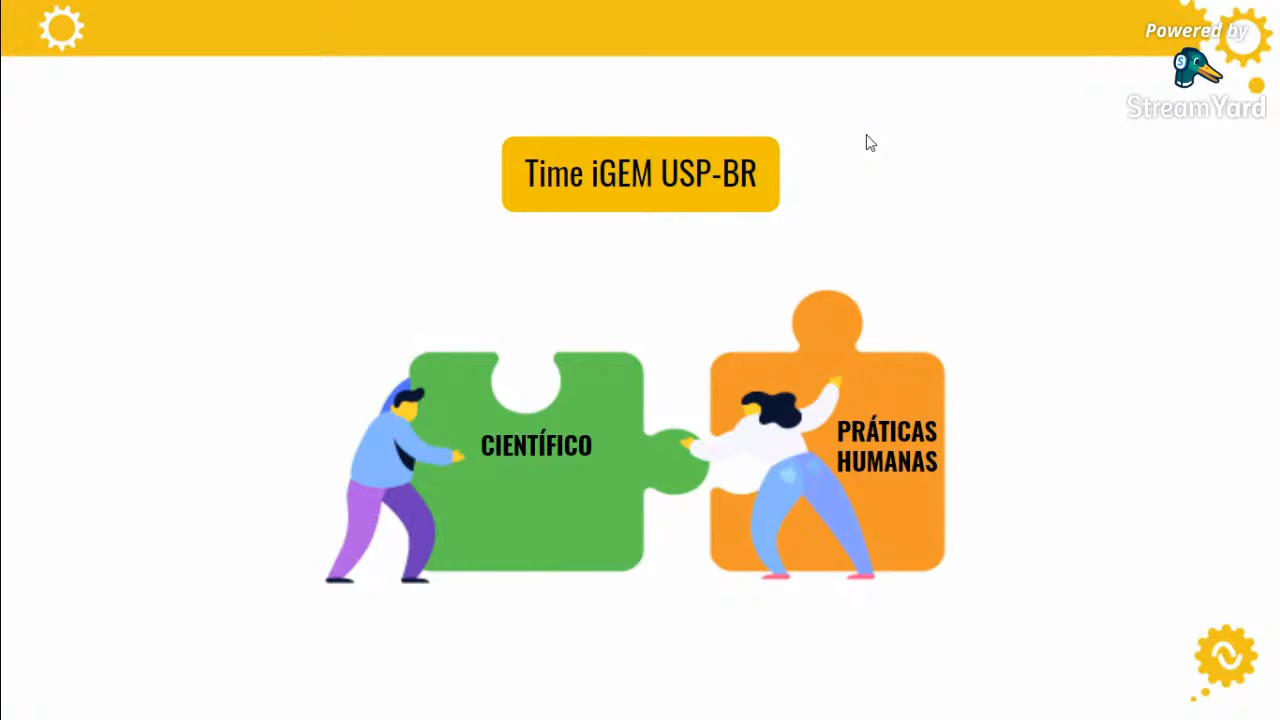 Powered by
S
StreamYard
Time iGEM USP-BR
CIENTÍFICO
PRÁTICAS
HUMANAS